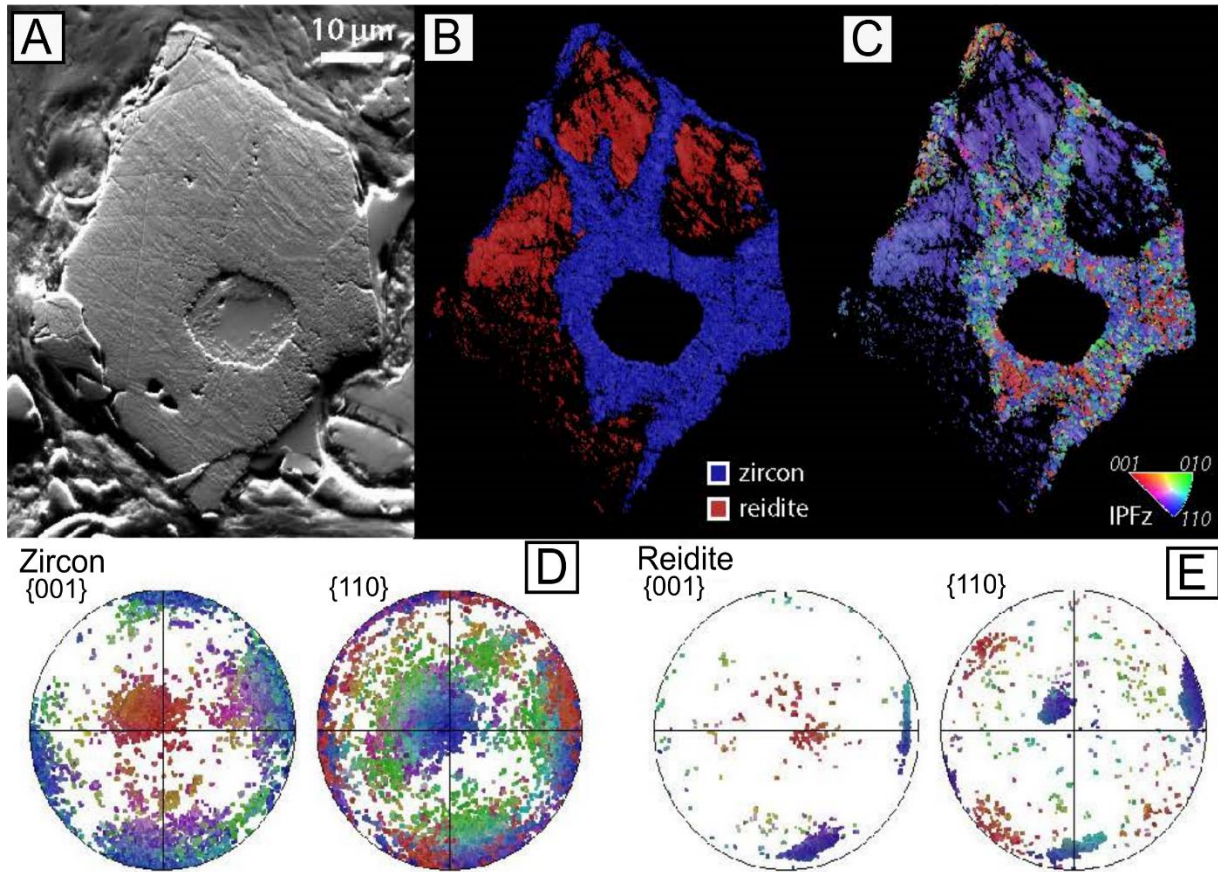 A
10 µm
B
C
zircon
reidite
001
010
IPFz
110
Zircon
{001}
{110}
D
Reidite
{001}
{110}
E